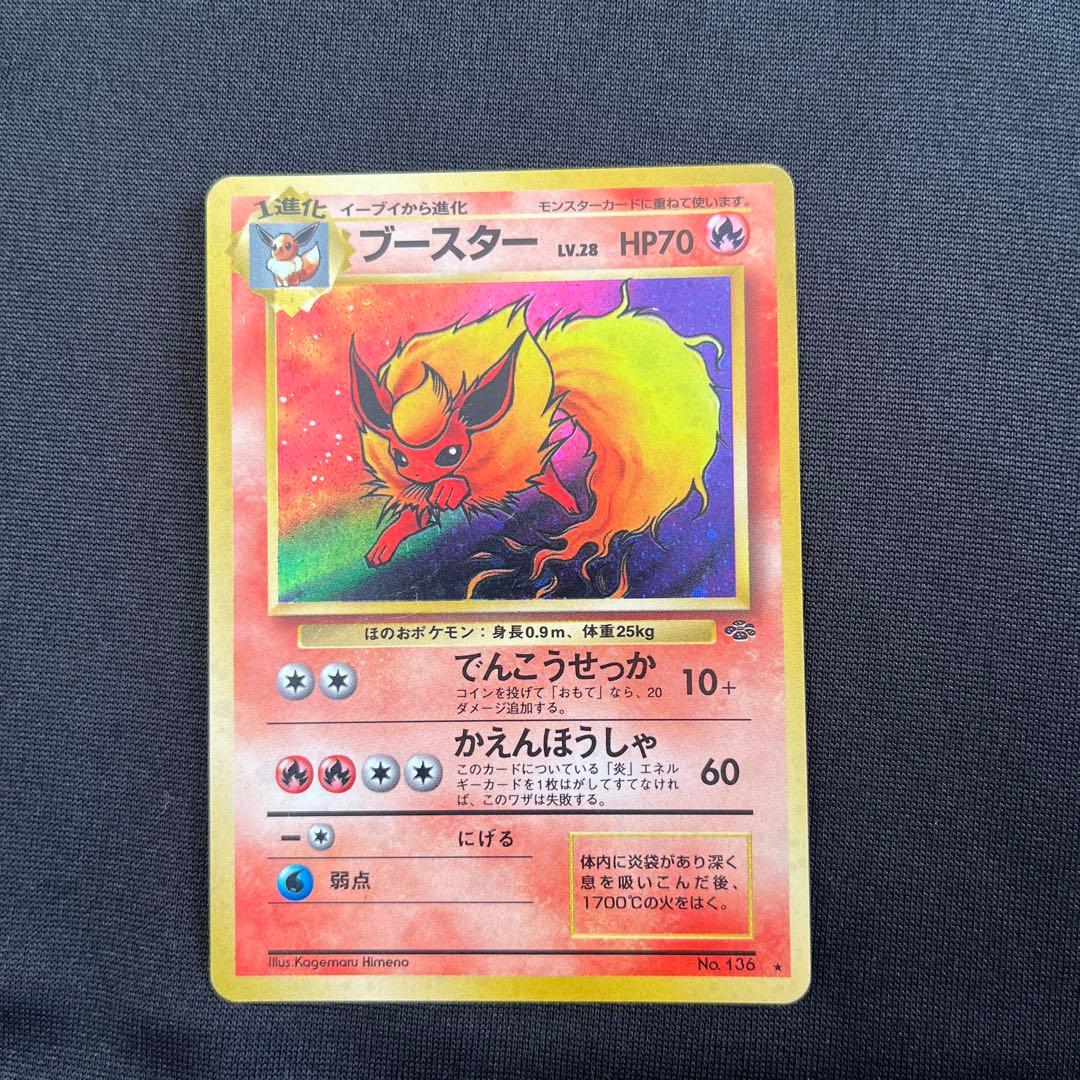 1進化 イーブイから進化 モンスターカードに重ねて使います。
ブースター LV.28 HP70
ほのおポケモン：身長0.9m、体重25kg
でんこうせっか 10+
コインを投げて「おもて」なら、20
ダメージ追加する。
かえんほうしゃ 60
このカードについている「炎」エネル
ギーカードを1枚はがしてすてなけれ
ば、このワザは失敗する。
ー にげる
弱点
体内に炎袋があり深く
息を吸いこんだ後、
1700℃の火をはく。
Illus.Kagemaru Himeno No. 136 ★